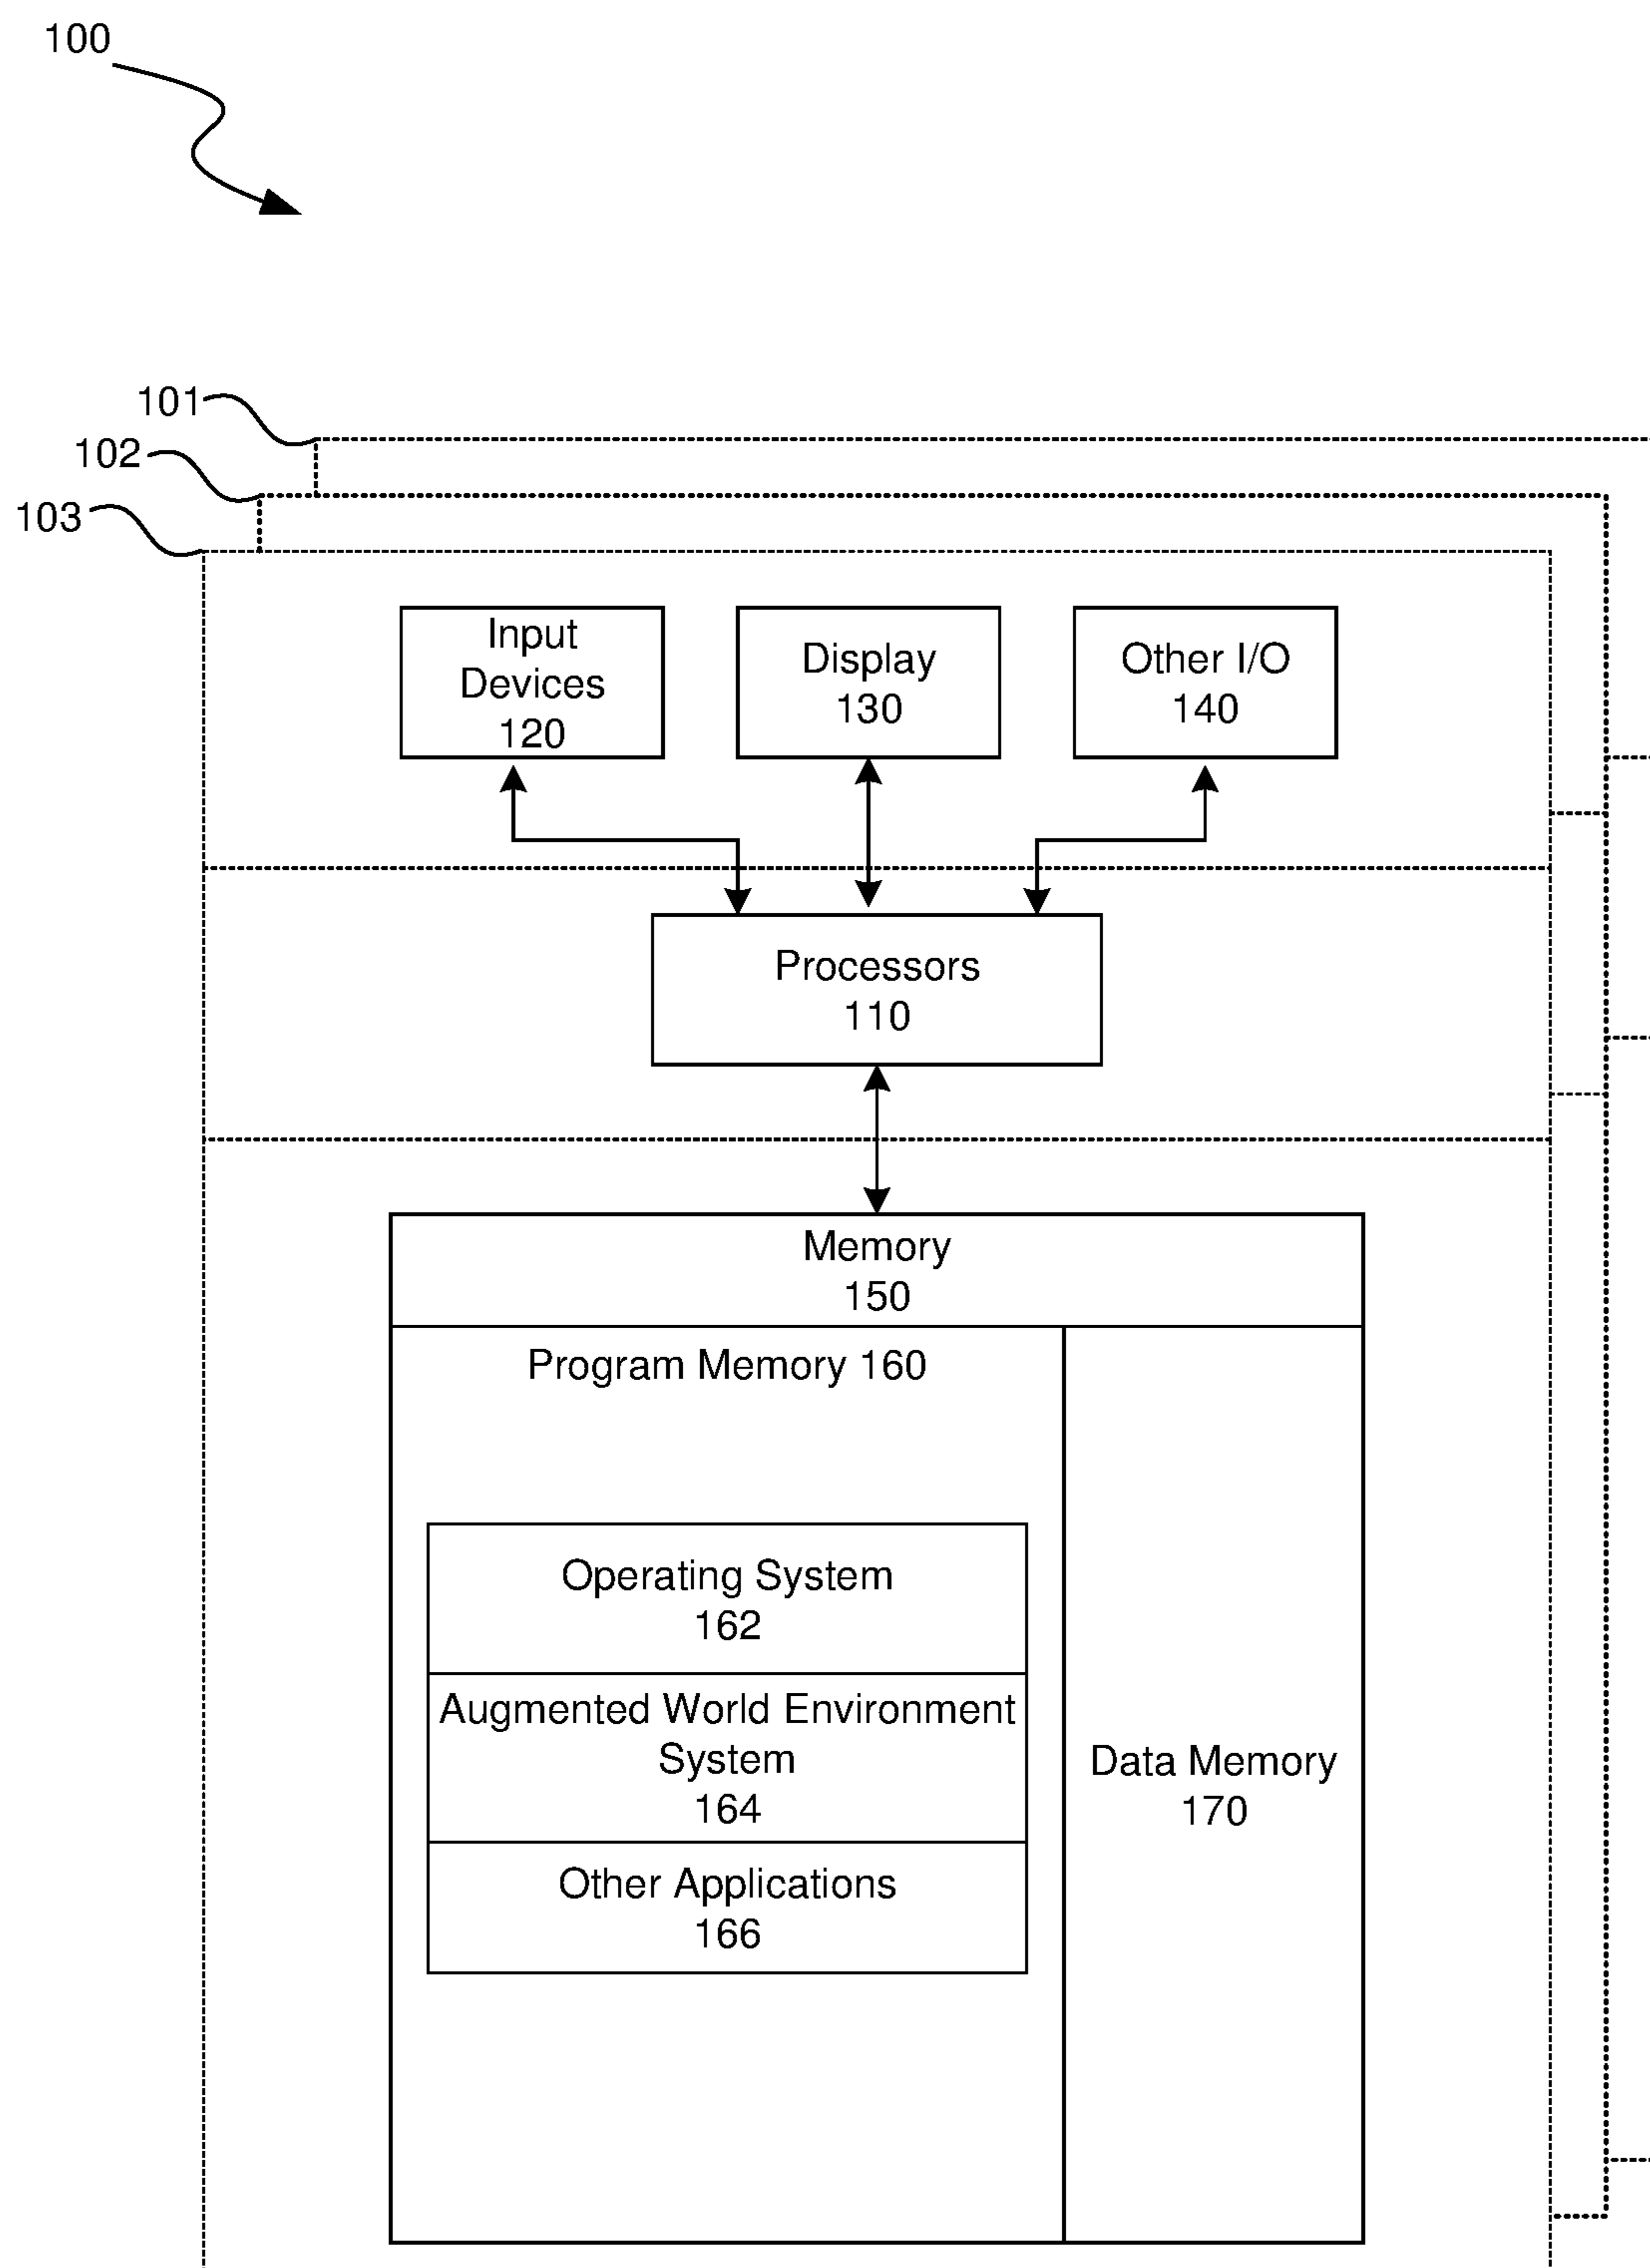 100
101
102
103
Input
Devices
120
Display
130
Other I/O
140
Processors
110
Memory
150
Program Memory 160
Operating System
162
Augmented World Environment
System
164
Other Applications
166
Data Memory
170